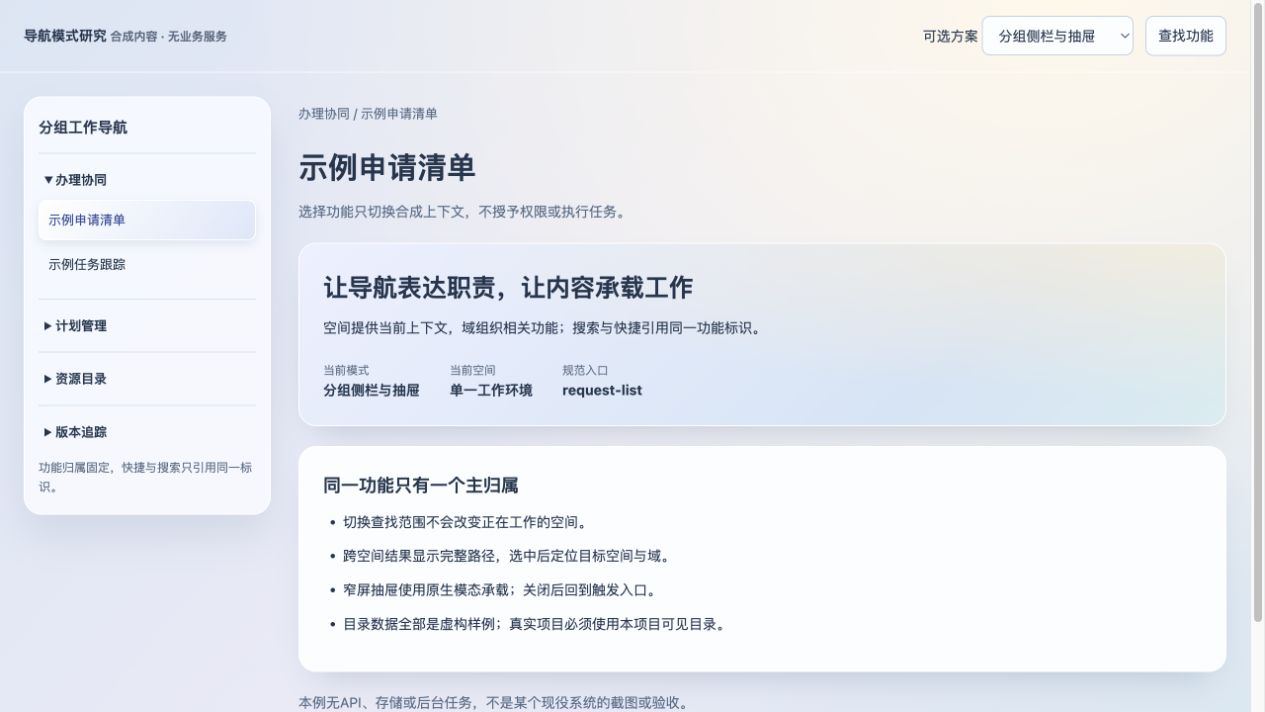 导航模式研究 合成内容 · 无业务服务
可选方案 分组侧栏与抽屉 查找功能
分组工作导航
▼办理协同
示例申请清单
示例任务跟踪
▶计划管理
▶资源目录
▶版本追踪
功能归属固定，快捷与搜索只引用同一标
识。
办理协同 / 示例申请清单
示例申请清单
选择功能只切换合成上下文，不授予权限或执行任务。
让导航表达职责，让内容承载工作
空间提供当前上下文，域组织相关功能；搜索与快捷引用同一功能标识。
当前模式 当前空间 规范入口
分组侧栏与抽屉 单一工作环境 request-list
同一功能只有一个主归属
• 切换查找范围不会改变正在工作的空间。
• 跨空间结果显示完整路径，选中后定位目标空间与域。
• 窄屏抽屉使用原生模态承载；关闭后回到触发入口。
• 目录数据全部是虚构样例；真实项目必须使用本项目可见目录。
本例无API、存储或后台任务，不是某个现役系统的截图或验收。